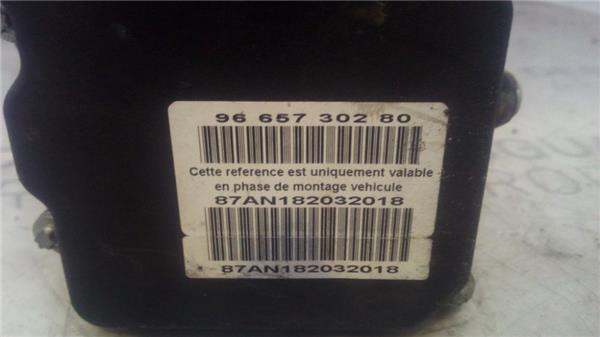 96 657 302 80
Cette reference est uniquement valable
en phase de montage vehicule
87AN182032018
87AN182032018